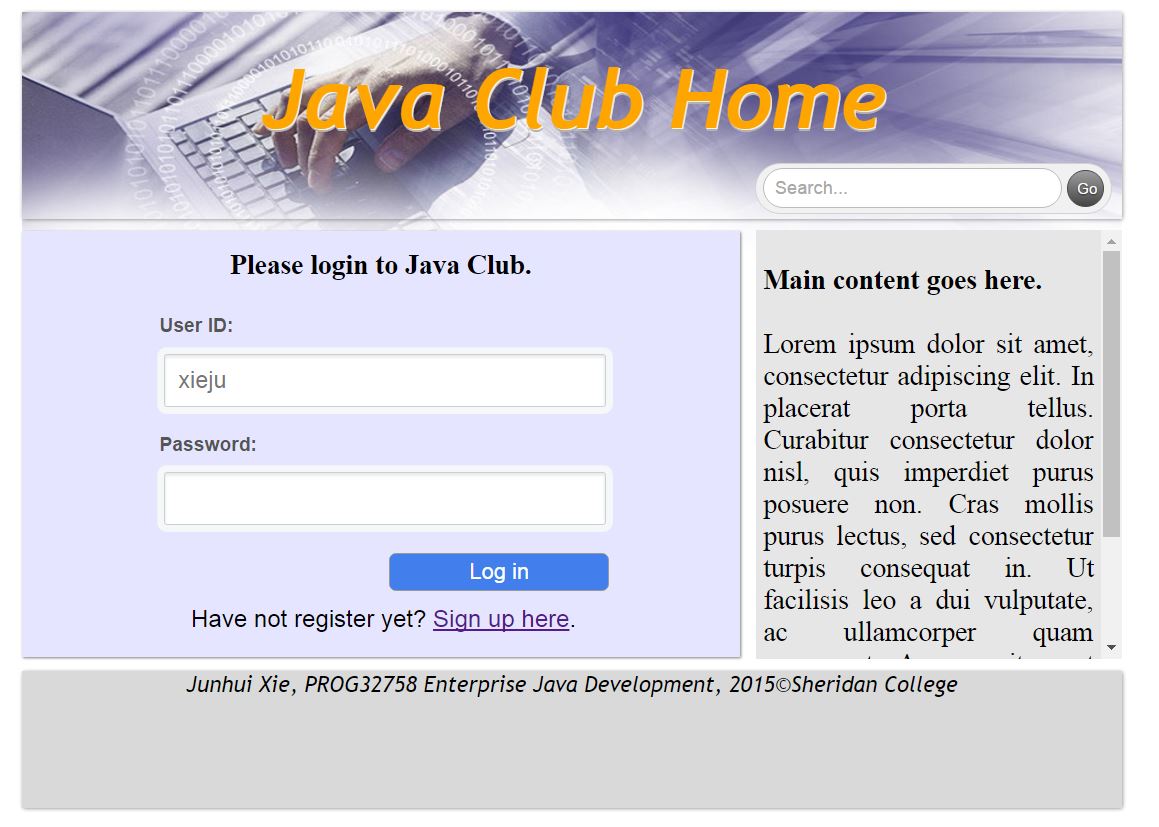 Java Club Home
Search...
Go
Please login to Java Club.
User ID:
xieju
Password:
Log in
Have not register yet? Sign up here.
Main content goes here.
Lorem ipsum dolor sit amet,
consectetur adipiscing elit. In
placerat porta tellus.
Curabitur consectetur dolor
nisl, quis imperdiet purus
posuere non. Cras mollis
purus lectus, sed consectetur
turpis consequat in. Ut
facilisis leo a dui vulputate,
ac ullamcorper quam
Junhui Xie, PROG32758 Enterprise Java Development, 2015©Sheridan College